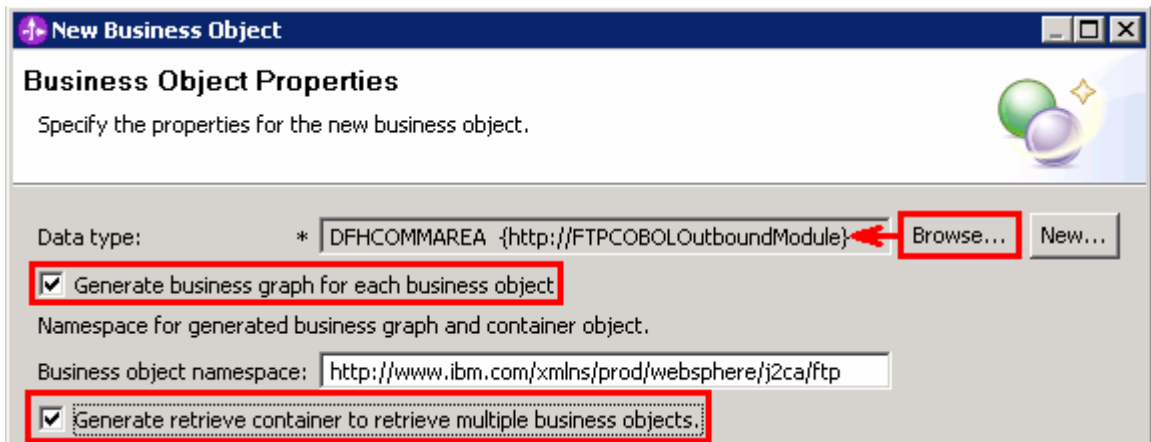 New Business Object
Business Object Properties
Specify the properties for the new business object.
Data type: * DFHCOMMAREA {http://FTPCOBOLOutboundModule} Browse... New...
Generate business graph for each business object
Namespace for generated business graph and container object.
Business object namespace: http://www.ibm.com/xmlns/prod/websphere/j2ca/ftp
Generate retrieve container to retrieve multiple business objects.